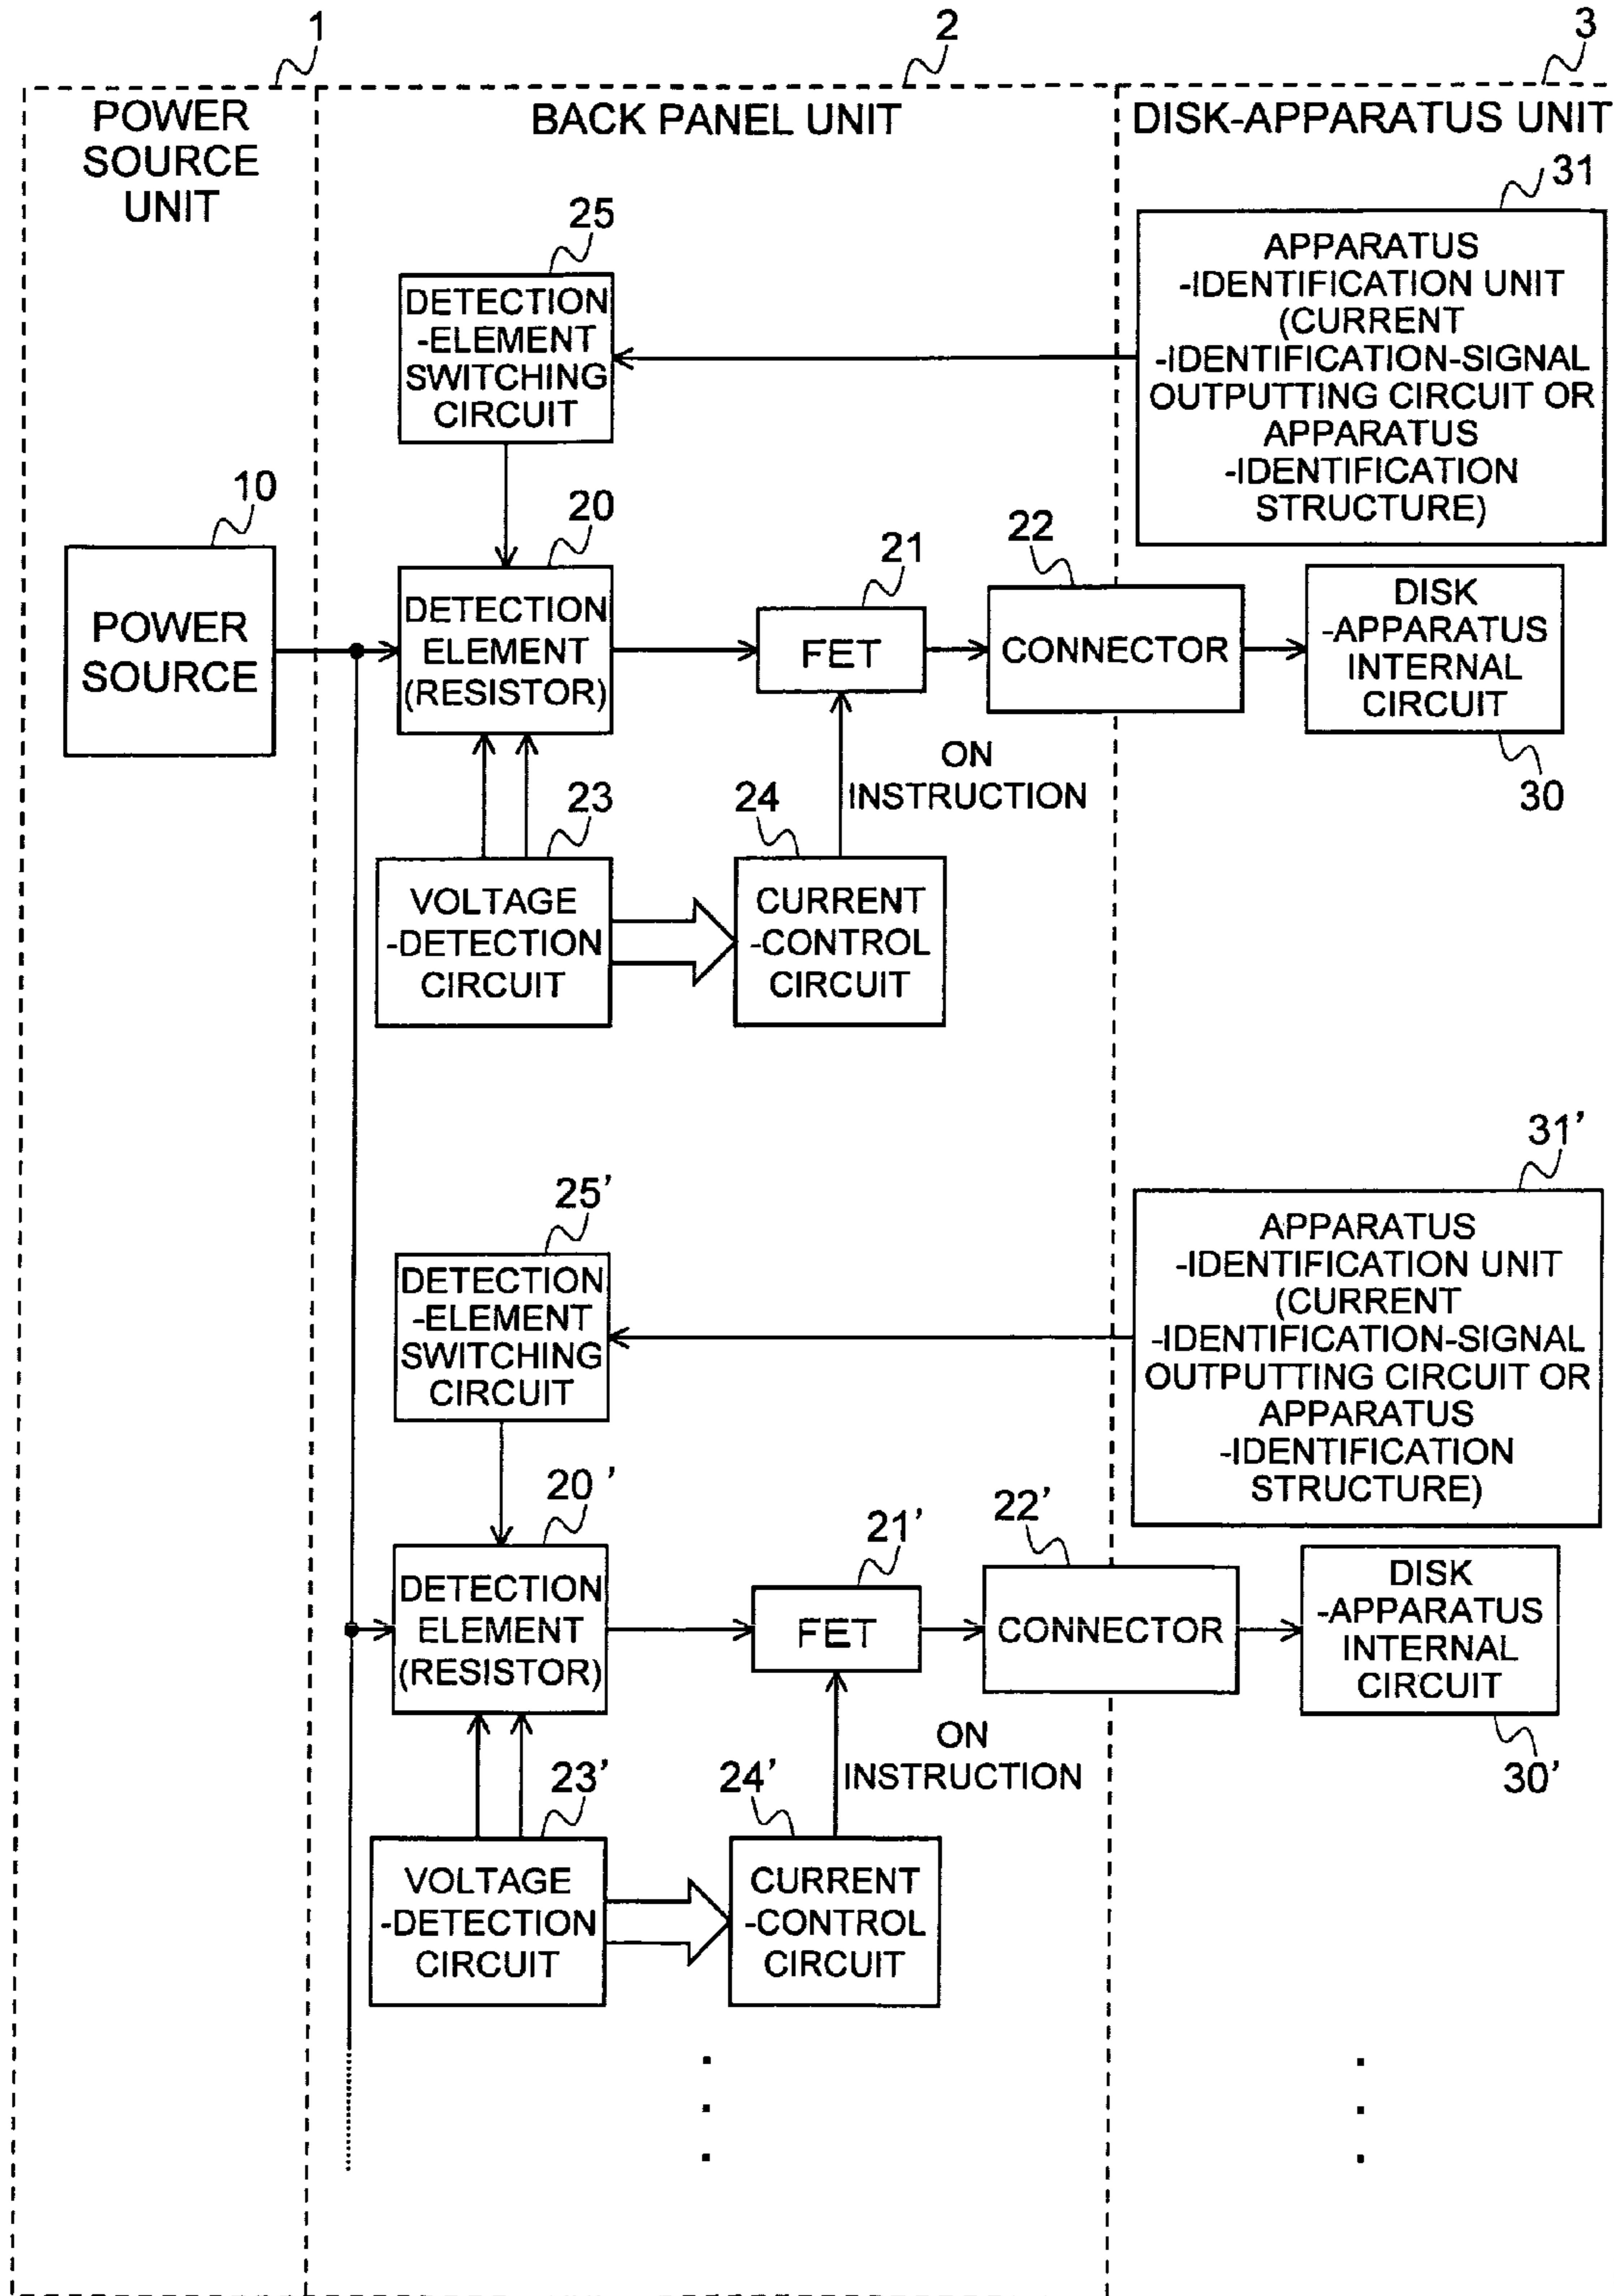 1
2
3
POWER
SOURCE
UNIT
BACK PANEL UNIT
DISK-APPARATUS UNIT
31
APPARATUS
-IDENTIFICATION UNIT
(CURRENT
-IDENTIFICATION-SIGNAL
OUTPUTTING CIRCUIT OR
APPARATUS
-IDENTIFICATION
STRUCTURE)
25
DETECTION
-ELEMENT
SWITCHING
CIRCUIT
10
POWER
SOURCE
20
DETECTION
ELEMENT
(RESISTOR)
21
FET
22
CONNECTOR
DISK
-APPARATUS
INTERNAL
CIRCUIT
30
ON
INSTRUCTION
23
VOLTAGE
-DETECTION
CIRCUIT
24
CURRENT
-CONTROL
CIRCUIT
31'
APPARATUS
-IDENTIFICATION UNIT
(CURRENT
-IDENTIFICATION-SIGNAL
OUTPUTTING CIRCUIT OR
APPARATUS
-IDENTIFICATION
STRUCTURE)
25'
DETECTION
-ELEMENT
SWITCHING
CIRCUIT
20 '
DETECTION
ELEMENT
(RESISTOR)
21'
FET
22'
CONNECTOR
DISK
-APPARATUS
INTERNAL
CIRCUIT
30'
ON
INSTRUCTION
23'
VOLTAGE
-DETECTION
CIRCUIT
24'
CURRENT
-CONTROL
CIRCUIT